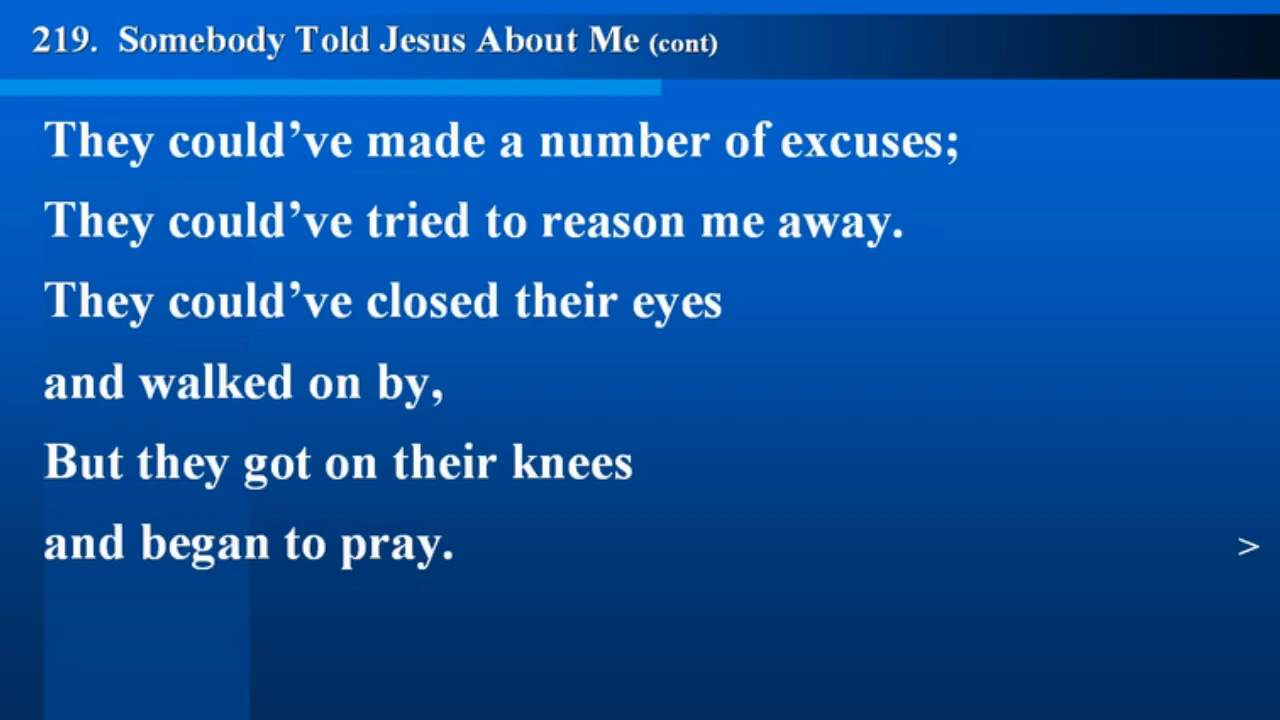 219. Somebody Told Jesus About Me (cont)
They could’ve made a number of excuses;
They could’ve tried to reason me away.
They could’ve closed their eyes
and walked on by,
But they got on their knees
and began to pray.
>